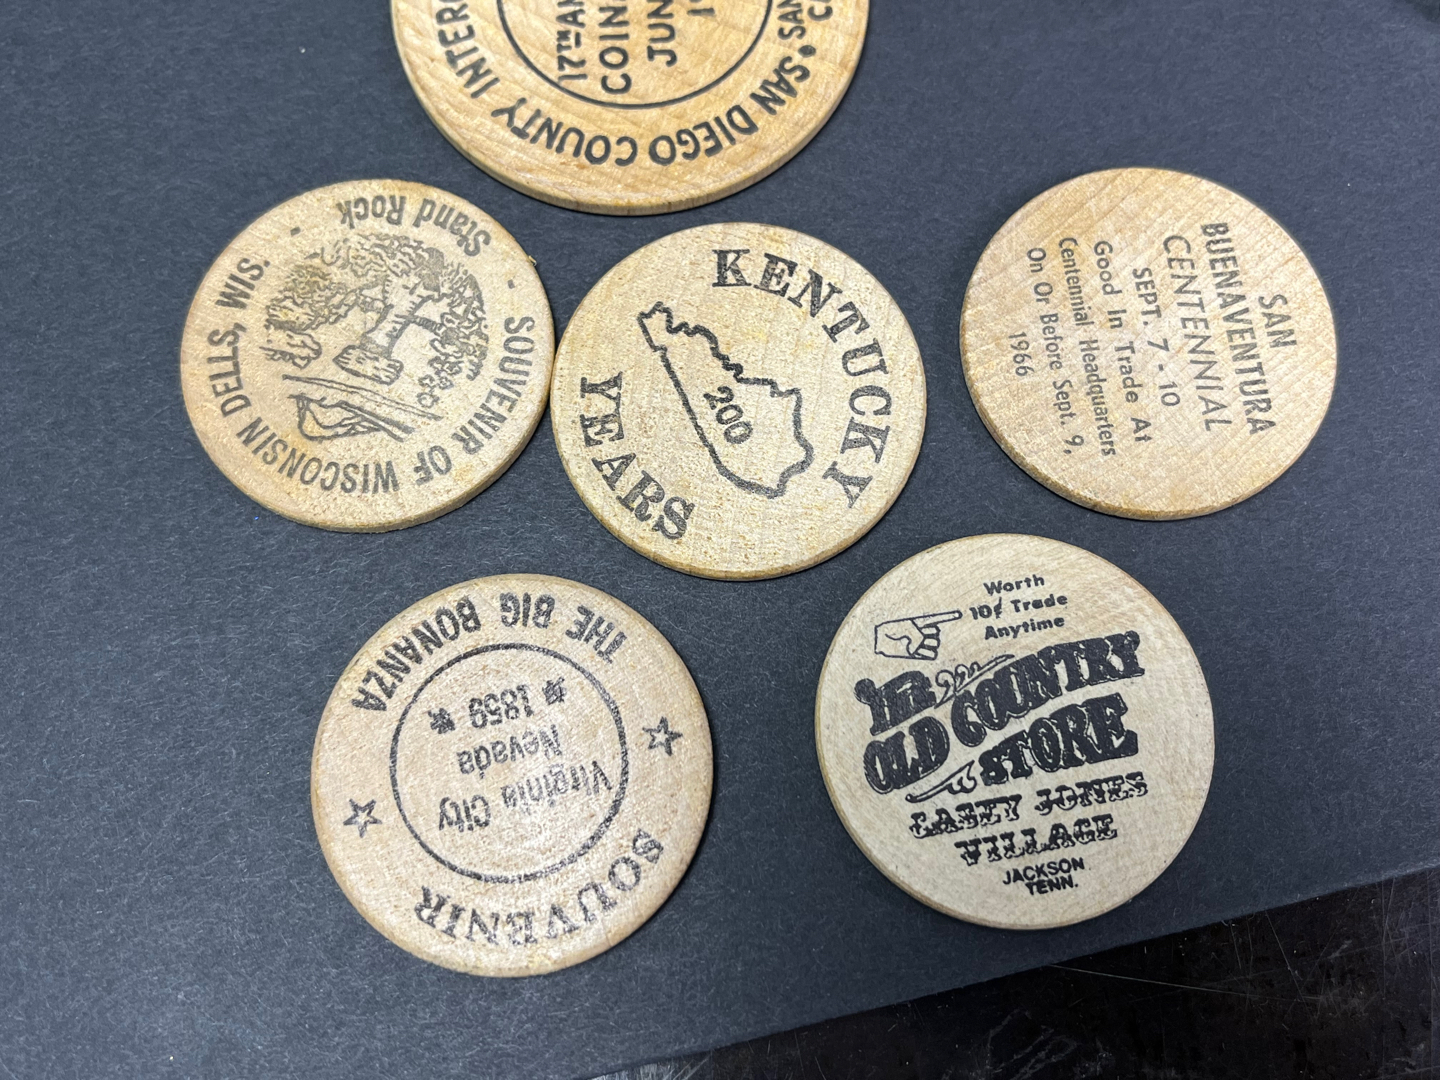 SAN DIEGO COUNTY
17TH
JUN
SOUVENIR OF WISCONSIN DELLS, WIS.
- Stand Rock -
KENTUCKY
200
YEARS
SAN
BUENAVENTURA
CENTENNIAL
SEPT. 7 - 10
Good In Trade At
Centennial Headquarters
On Or Before Sept. 9,
1966
THE BIG BONANZA
1859
Nevada
Virginia City
SOUVENIR
Worth
10¢ Trade
Anytime
The
OLD COUNTRY
STORE
CASEY JONES
VILLAGE
JACKSON
TENN.